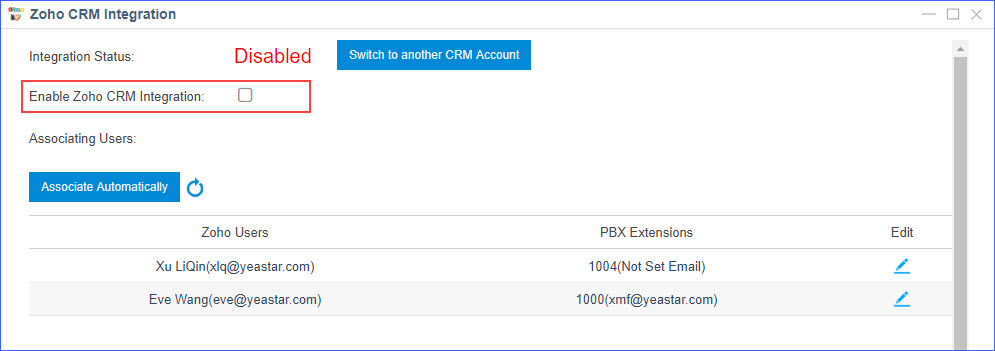 Zoho CRM Integration
Integration Status: Disabled Switch to another CRM Account
Enable Zoho CRM Integration:
Associating Users:
Associate Automatically
Zoho Users PBX Extensions Edit
Xu LiQin(xlq@yeastar.com) 1004(Not Set Email)
Eve Wang(eve@yeastar.com) 1000(xmf@yeastar.com)